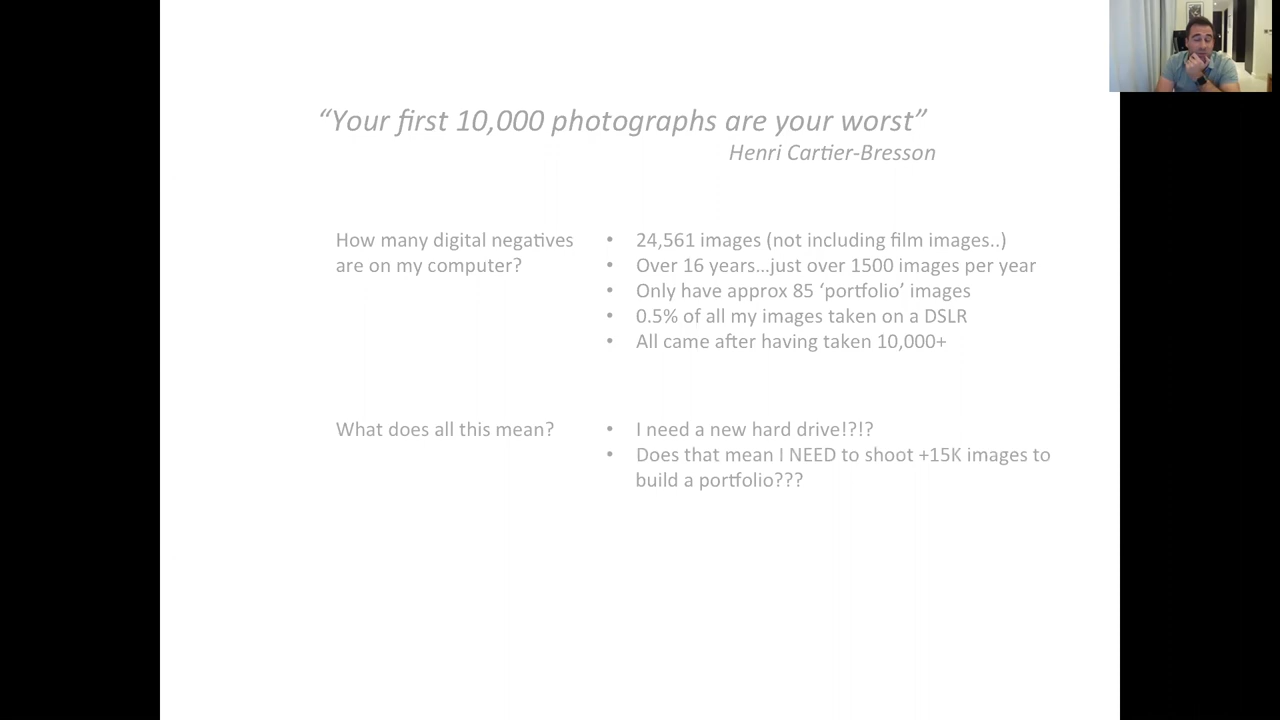 “Your first 10,000 photographs are your worst”
Henri Cartier-Bresson
How many digital negatives
are on my computer?
• 24,561 images (not including film images..)
• Over 16 years…just over 1500 images per year
• Only have approx 85 ‘portfolio’ images
• 0.5% of all my images taken on a DSLR
• All came after having taken 10,000+
What does all this mean?
• I need a new hard drive!?!?
• Does that mean I NEED to shoot +15K images to
build a portfolio???